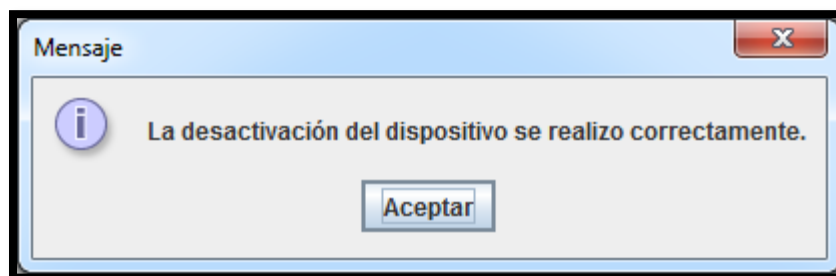 Mensaje
La desactivación del dispositivo se realizo correctamente.
Aceptar